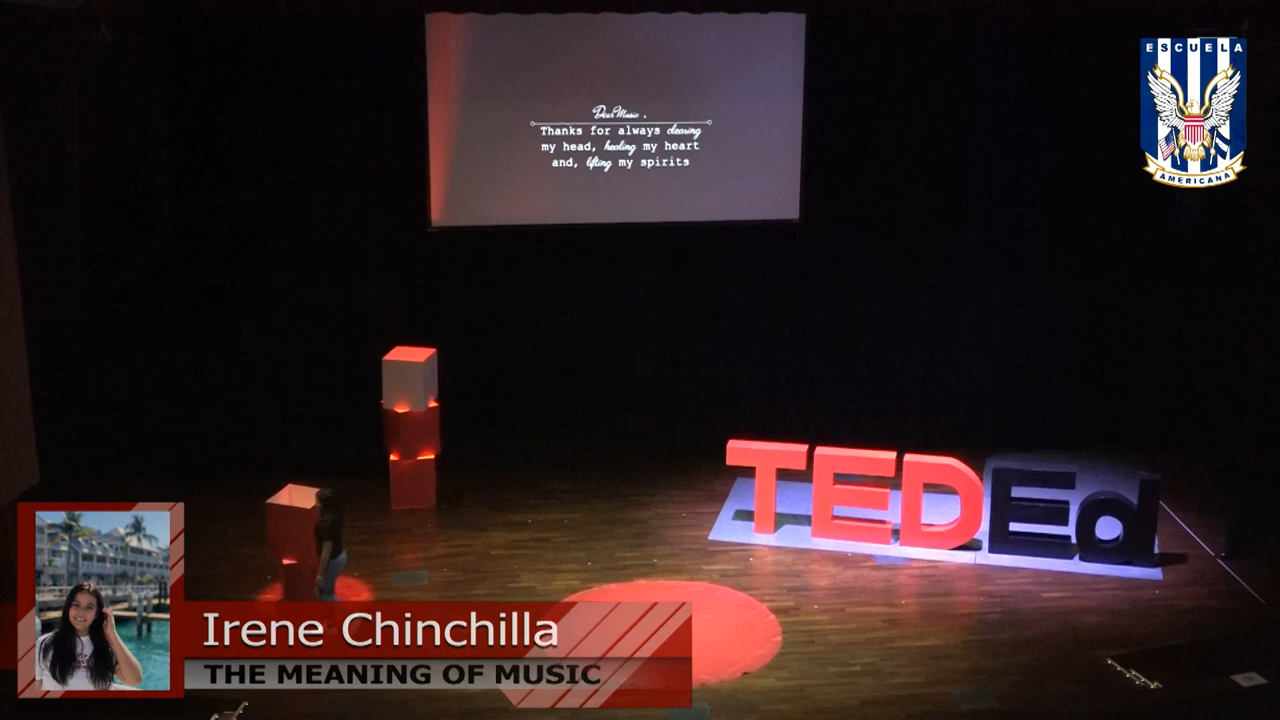 Dear Music,
Thanks for always clearing
my head, healing my heart
and, lifting my spirits
ESCUELA
AMERICANA
TEDEd
Irene Chinchilla
THE MEANING OF MUSIC